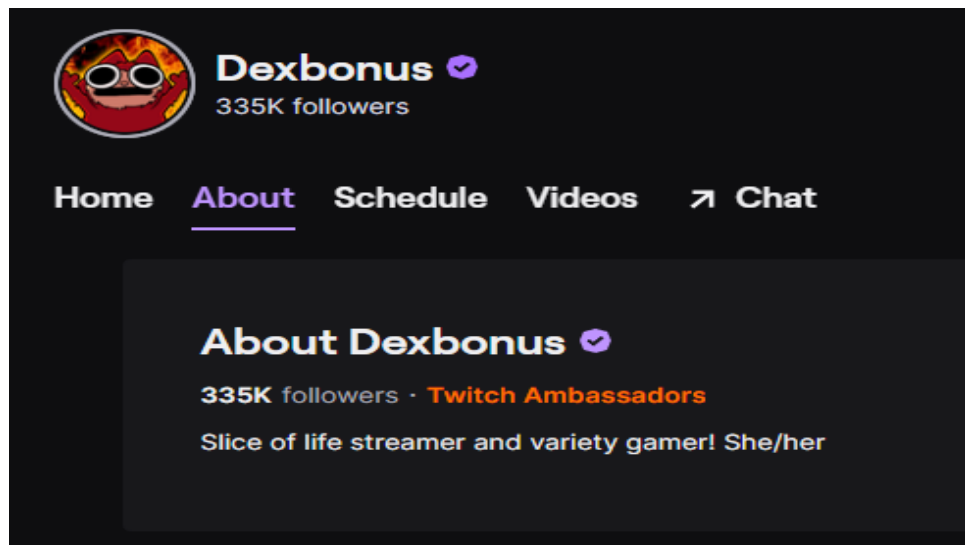 Dexbonus
335K followers
Home About Schedule Videos Chat
About Dexbonus
335K followers · Twitch Ambassadors
Slice of life streamer and variety gamer! She/her